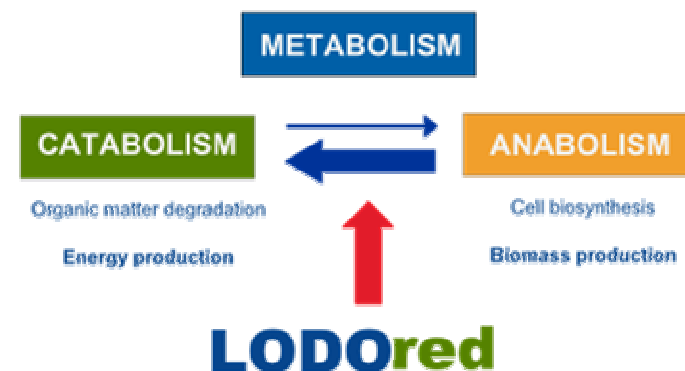 METABOLISM
CATABOLISM
ANABOLISM
Organic matter degradation
Cell biosynthesis
Energy production
Biomass production
LODOred